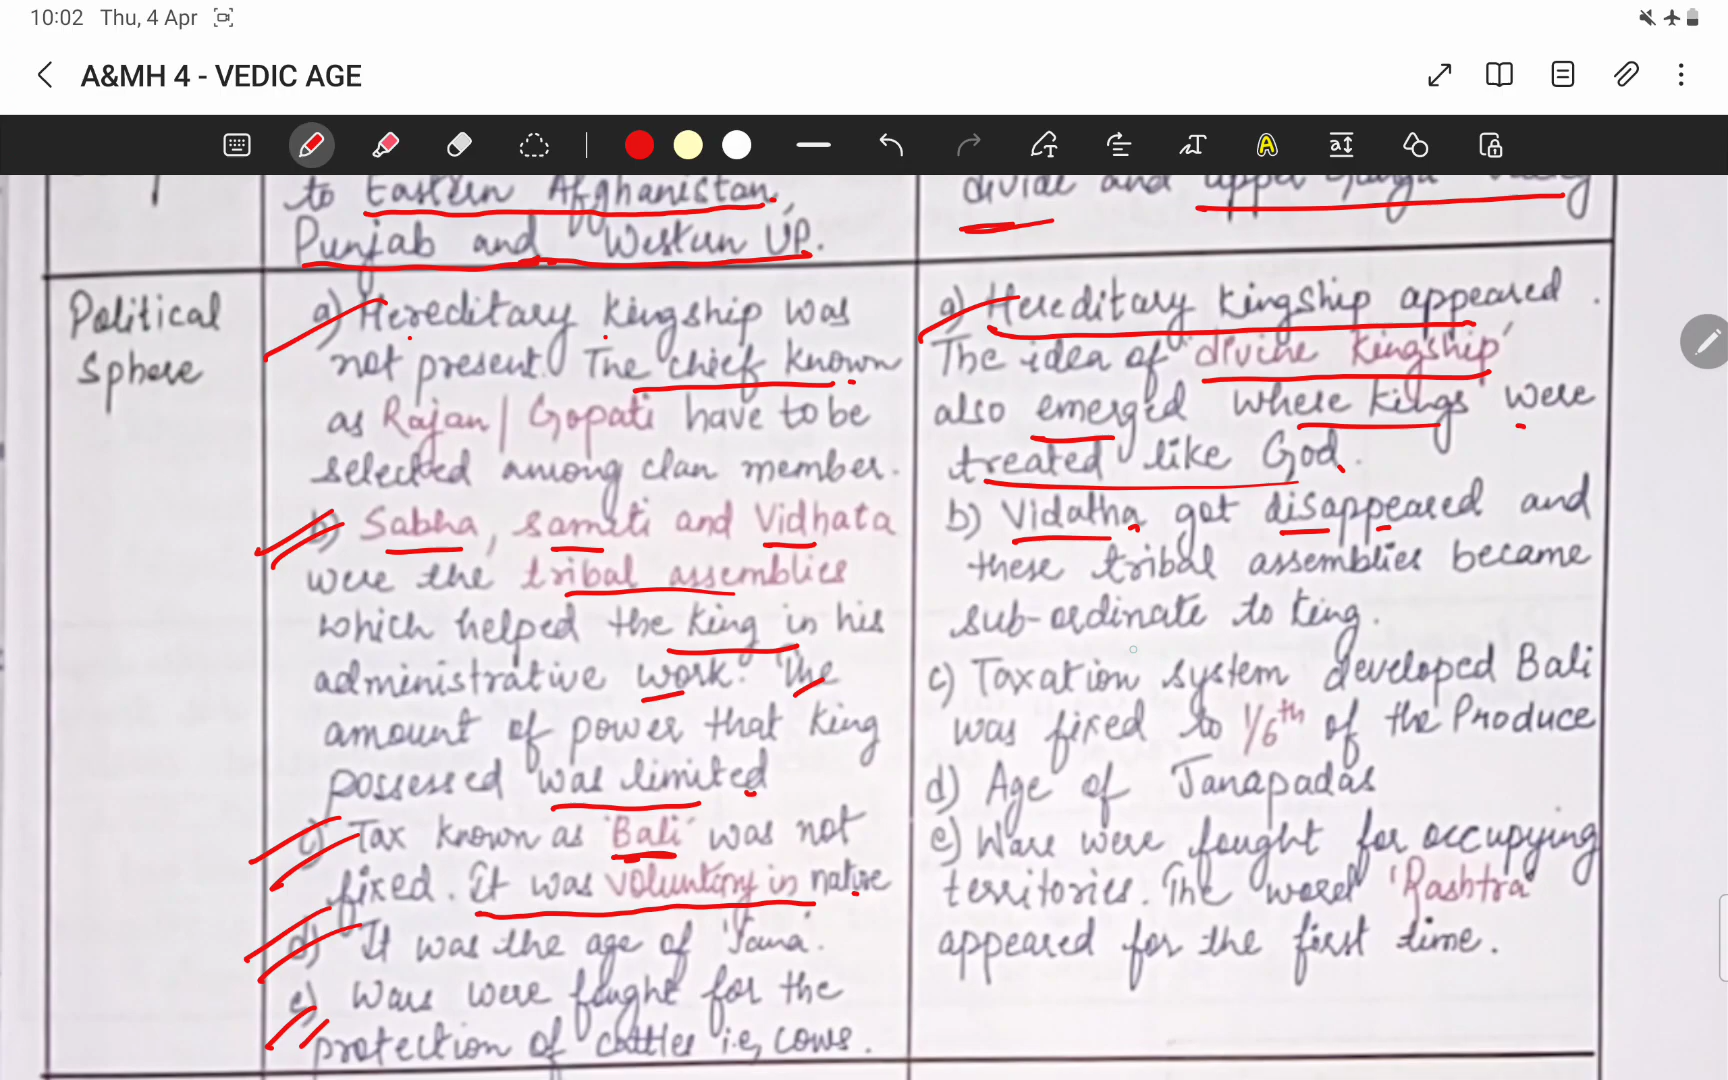 10:02 Thu, 4 Apr
A&MH 4 - VEDIC AGE
to Eastern Afghanistan,
Punjab and Western UP.
divide and upper Ganga
Political
Sphere
a) Hereditary kingship was
not present. The chief known
as Rajan / Gopati have to be
selected among clan member.
b) Sabha, samiti and Vidhata
were the tribal assemblies
which helped the king in his
administrative work. The
amount of power that king
possessed was limited
c) Tax known as 'Bali' was not
fixed. It was voluntary in native
d) It was the age of 'Jana'.
e) Wars were fought for the
protection of cattles i.e, cows.
a) Hereditary kingship appeared.
The idea of 'divine kingship'
also emerged where kings were
treated like God.
b) Vidatha got disappeared and
these tribal assemblies became
sub-ordinate to king.
c) Taxation system developed Bali
was fixed to 1/6th of the Produce
d) Age of Janapadas
e) Wars were fought for occupying
territories. The word 'Rashtra'
appeared for the first time.